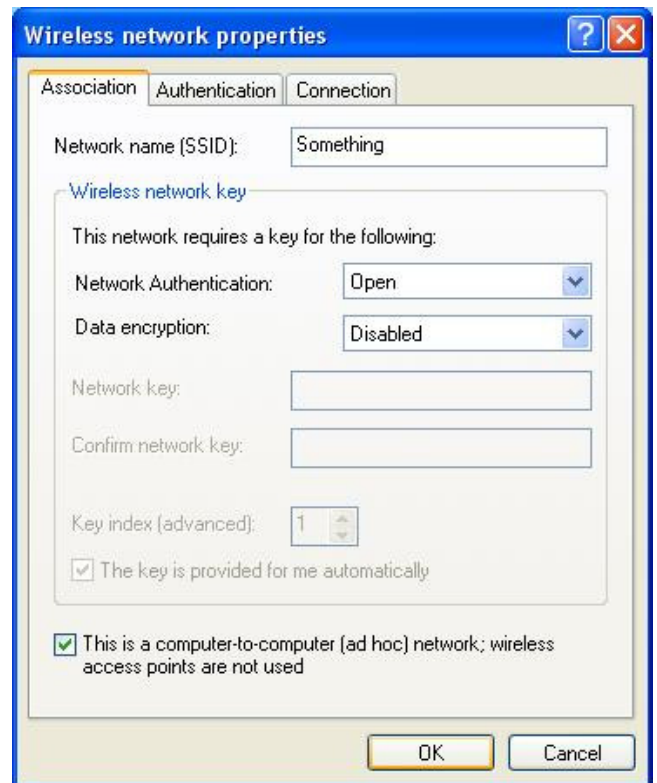 Wireless network properties
Association Authentication Connection
Network name (SSID): Something
Wireless network key
This network requires a key for the following:
Network Authentication: Open
Data encryption: Disabled
Network key:
Confirm network key:
Key index (advanced): 1
The key is provided for me automatically
This is a computer-to-computer (ad hoc) network; wireless
access points are not used
OK Cancel